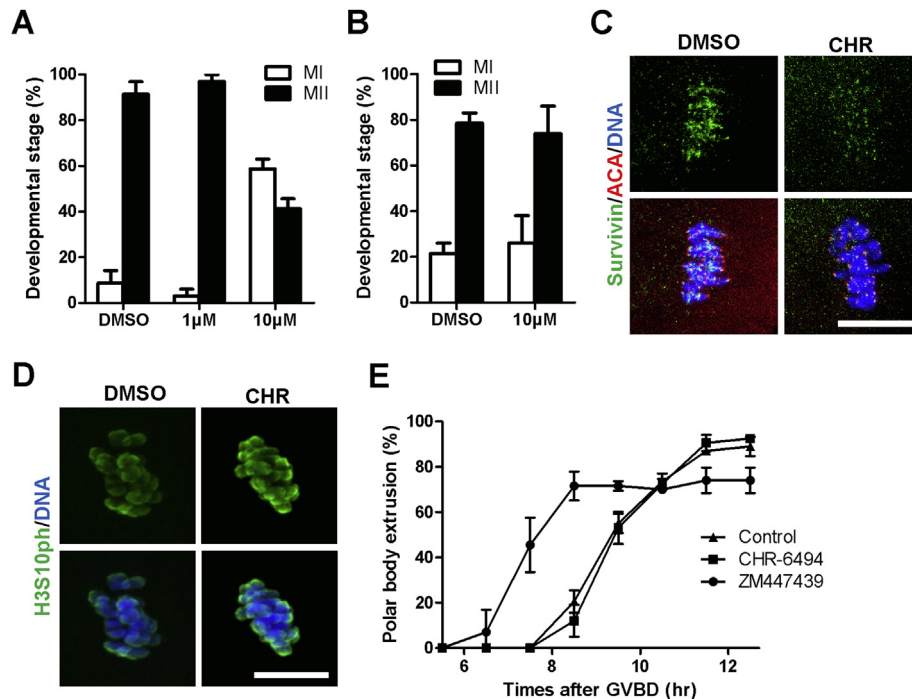 A
Developmental stage (%)
100
80
60
40
20
0
MI
MII
DMSO 1µM 10µM
B
Developmental stage (%)
100
80
60
40
20
0
MI
MII
DMSO 10µM
C
DMSO CHR
Survivin/ACA/DNA
D
DMSO CHR
H3S10ph/DNA
E
Polar body extrusion (%)
100
80
60
40
20
0
Control
CHR-6494
ZM447439
6 8 10 12
Times after GVBD (hr)